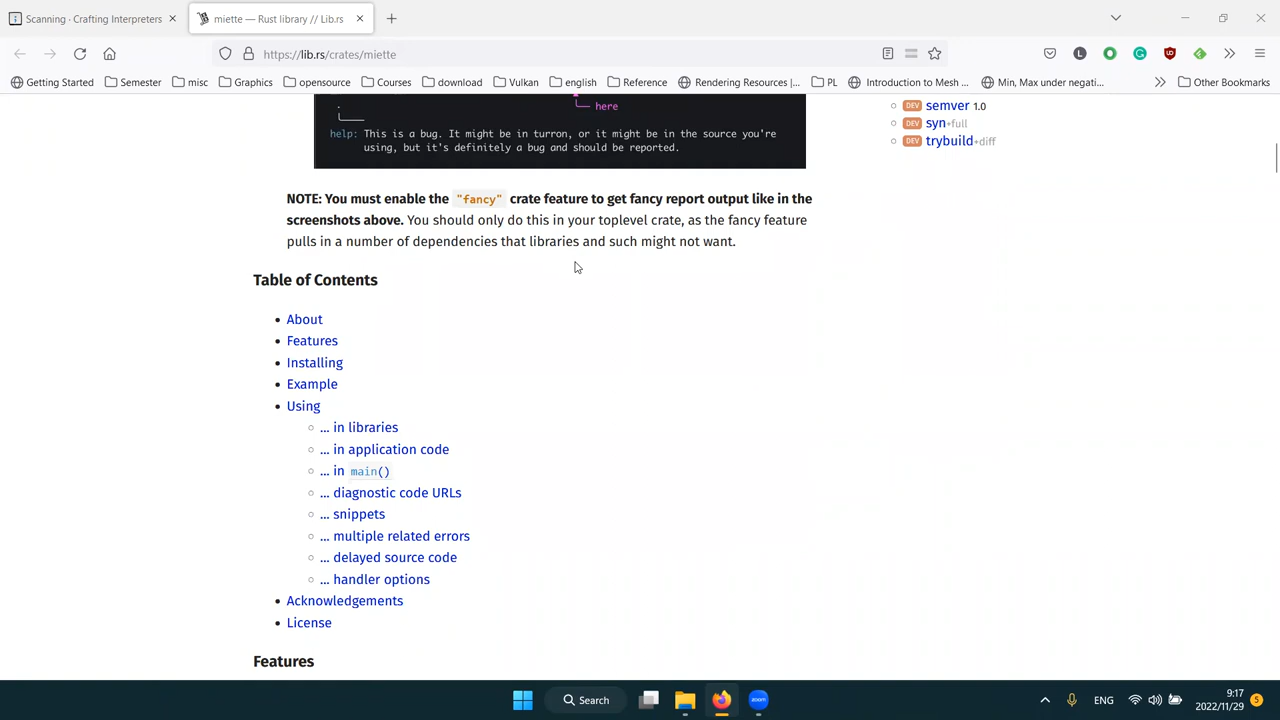 Scanning · Crafting Interpreters
miette — Rust library // Lib.rs
https://lib.rs/crates/miette
Getting Started Semester misc Graphics opensource Courses download Vulkan english Reference Rendering Resources |... PL Introduction to Mesh ... Min, Max under negati... Other Bookmarks
. here
help: This is a bug. It might be in turron, or it might be in the source you're
using, but it's definitely a bug and should be reported.
DEV semver 1.0
DEV syn+full
DEV trybuild+diff
NOTE: You must enable the "fancy" crate feature to get fancy report output like in the
screenshots above. You should only do this in your toplevel crate, as the fancy feature
pulls in a number of dependencies that libraries and such might not want.
Table of Contents
About
Features
Installing
Example
Using
... in libraries
... in application code
... in main()
... diagnostic code URLs
... snippets
... multiple related errors
... delayed source code
... handler options
Acknowledgements
License
Features
Search
zoom
ENG
9:17
2022/11/29
5